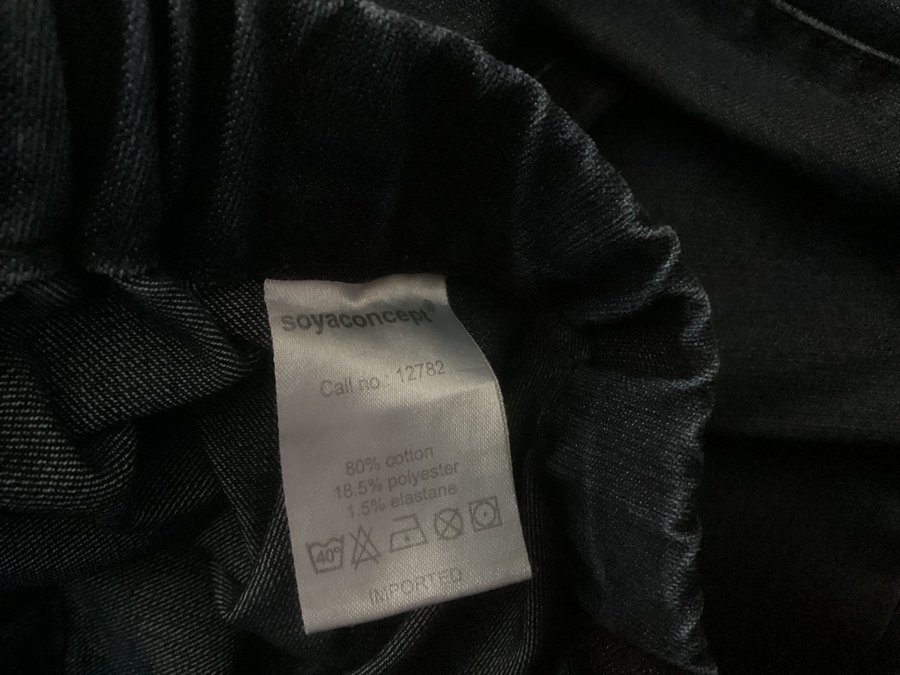 soyaconcept®
Call no.: 12782
80% cotton
18.5% polyester
1.5% elastane
40°
IMPORTED